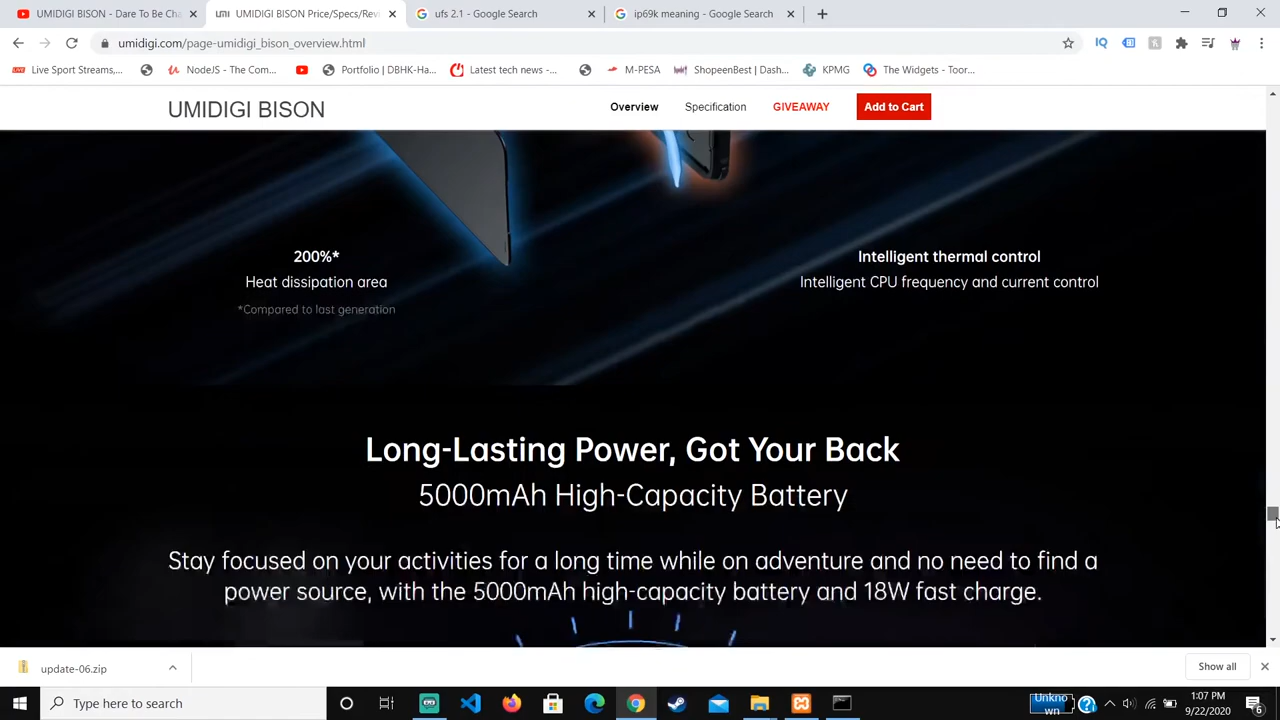 UMIDIGI BISON - Dare To Be Cha
UMIDIGI BISON Price/Specs/Rev
ufs 2.1 - Google Search
ip69k meaning - Google Search
umidigi.com/page-umidigi_bison_overview.html
Live Sport Streams,...
NodeJS - The Com...
Portfolio | DBHK-Ha...
Latest tech news -...
M-PESA
ShopeenBest | Dash...
KPMG
The Widgets - Toor...
UMIDIGI BISON
Overview
Specification
GIVEAWAY
Add to Cart
200%*
Heat dissipation area
*Compared to last generation
Intelligent thermal control
Intelligent CPU frequency and current control
Long-Lasting Power, Got Your Back
5000mAh High-Capacity Battery
Stay focused on your activities for a long time while on adventure and no need to find a
power source, with the 5000mAh high-capacity battery and 18W fast charge.
update-06.zip
Show all
Type here to search
Unkno
wn
1:07 PM
9/22/2020
6